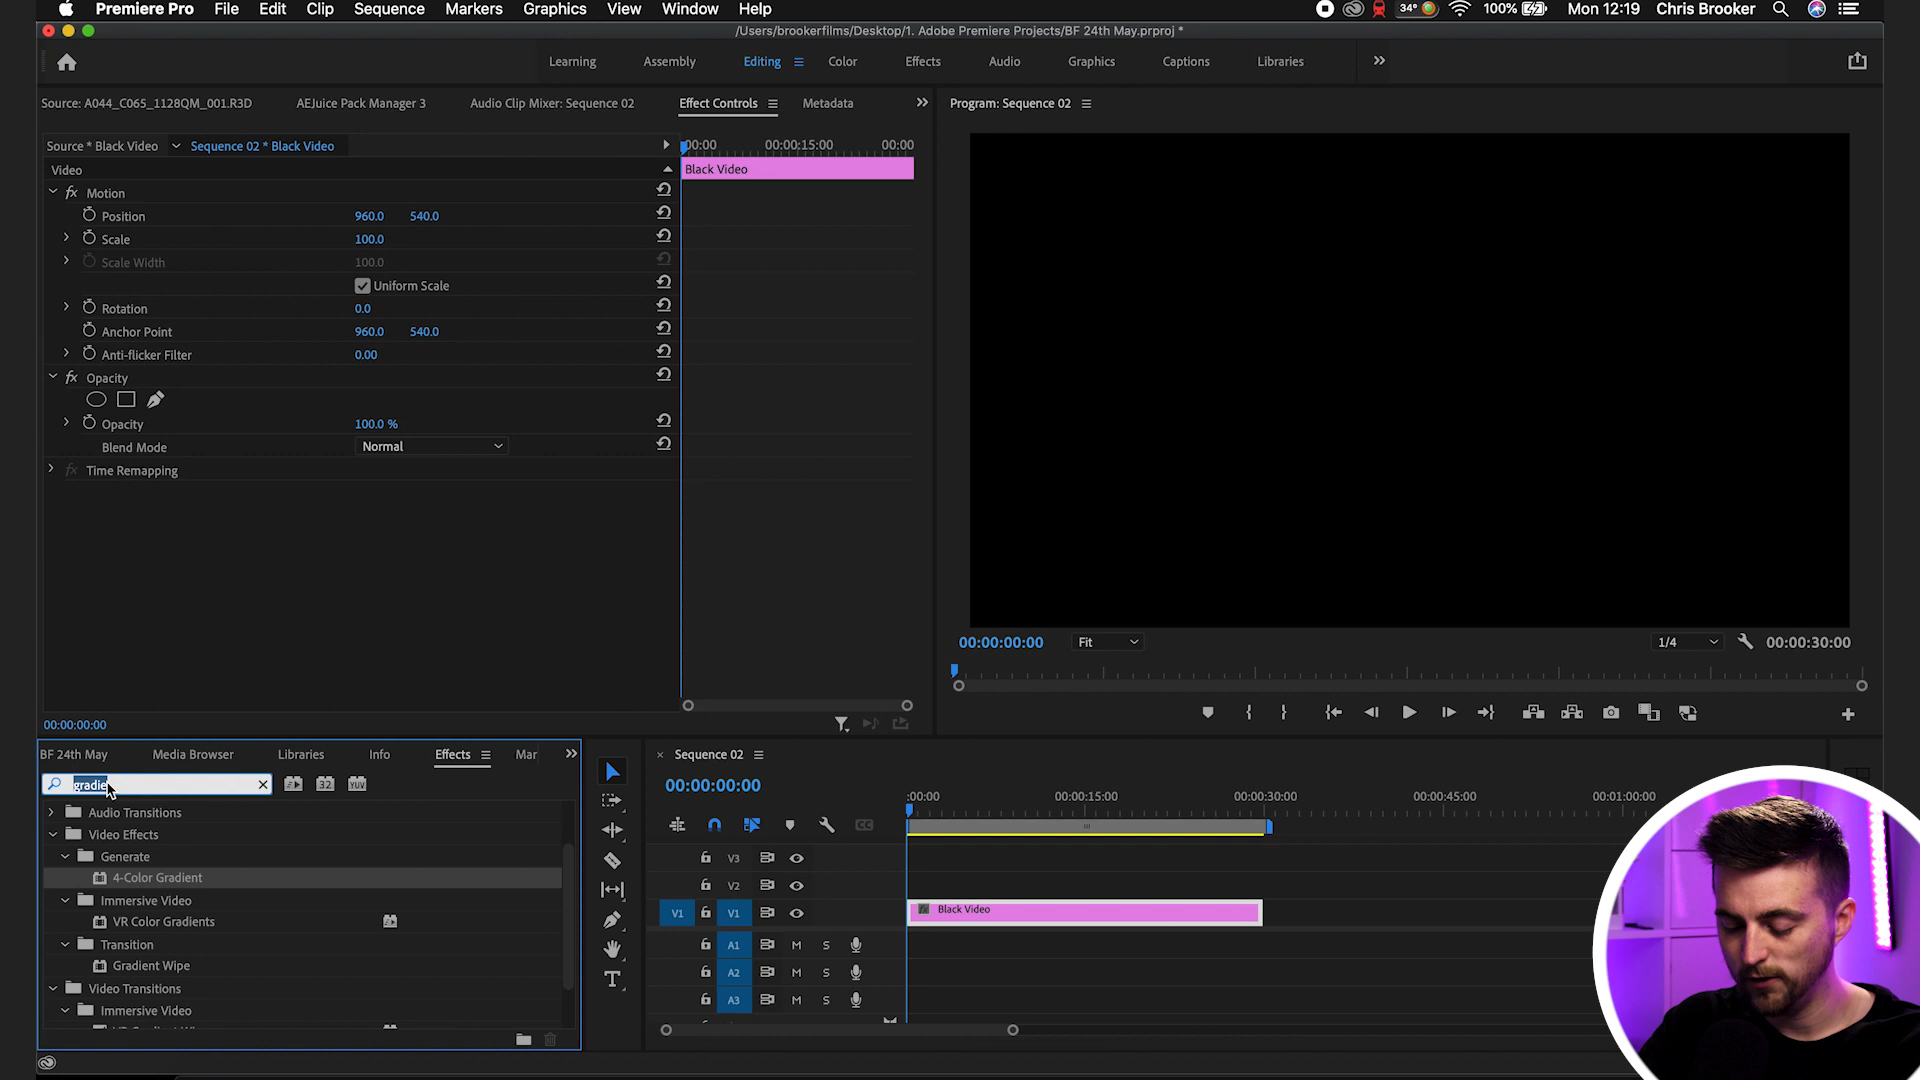 Premiere Pro File Edit Clip Sequence Markers Graphics View Window Help 34° 100% Mon 12:19 Chris Brooker
/Users/brookerfilms/Desktop/1. Adobe Premiere Projects/BF 24th May.prproj *
Learning Assembly Editing Color Effects Audio Graphics Captions Libraries
Source: A044_C065_1128QM_001.R3D AEJuice Pack Manager 3 Audio Clip Mixer: Sequence 02 Effect Controls Metadata Program: Sequence 02
Source * Black Video Sequence 02 * Black Video :00:00 00:00:15:00 00:00
Video Black Video
fx Motion
Position 960.0 540.0
Scale 100.0
Scale Width 100.0
Uniform Scale
Rotation 0.0
Anchor Point 960.0 540.0
Anti-flicker Filter 0.00
fx Opacity
Opacity 100.0 %
Blend Mode Normal
fx Time Remapping
00:00:00:00 Fit 1/4 00:00:30:00
00:00:00:00
BF 24th May Media Browser Libraries Info Effects Mar Sequence 02
gradie 32 YUV 00:00:00:00
:00:00 00:00:15:00 00:00:30:00 00:00:45:00 00:01:00:00
Audio Transitions
Video Effects
Generate
4-Color Gradient
Immersive Video
VR Color Gradients
Transition
Gradient Wipe
Video Transitions
Immersive Video
CC
V3
V2
V1 V1 fx Black Video
A1 M S
A2 M S
A3 M S